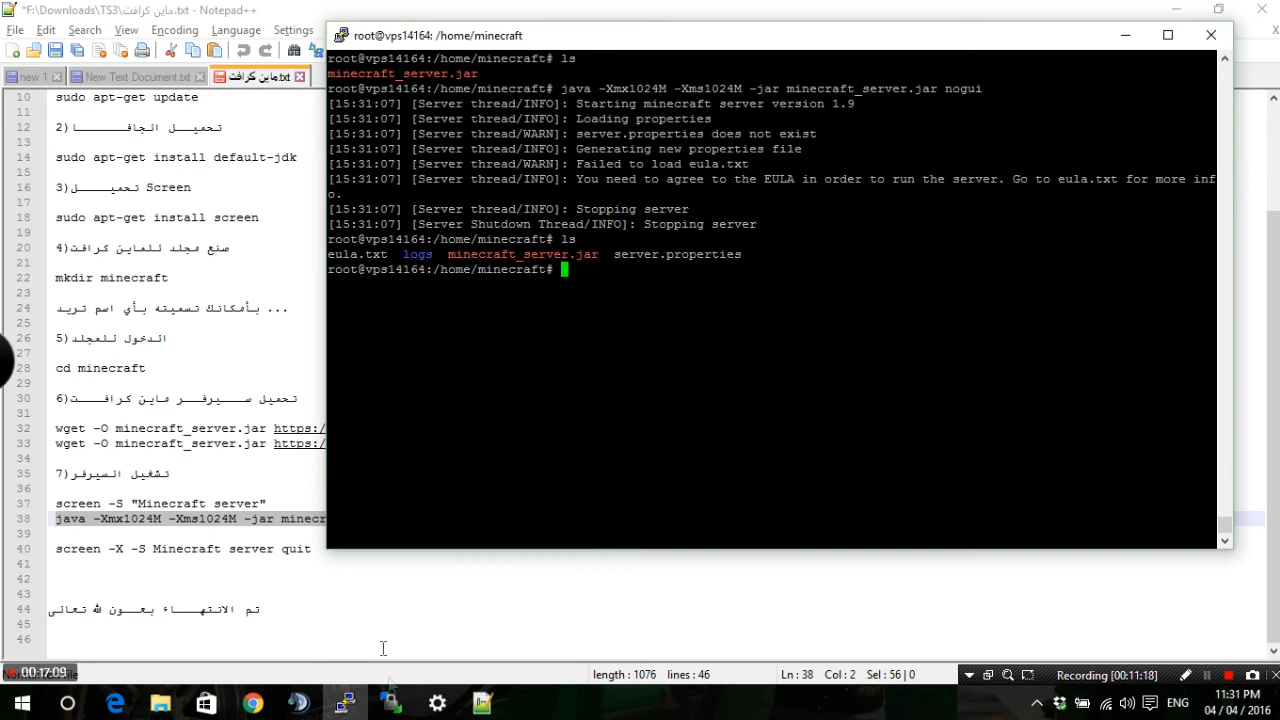 *F:\Downloads\TS3\ماين كرافت.txt - Notepad++
File Edit Search View Encoding Language Settings
new 1 New Text Document.txt ماين كرافت.txt
root@vps14164: /home/minecraft
root@vps14164:/home/minecraft# ls
minecraft_server.jar
root@vps14164:/home/minecraft# java -Xmx1024M -Xms1024M -jar minecraft_server.jar nogui
[15:31:07] [Server thread/INFO]: Starting minecraft server version 1.9
[15:31:07] [Server thread/INFO]: Loading properties
[15:31:07] [Server thread/WARN]: server.properties does not exist
[15:31:07] [Server thread/INFO]: Generating new properties file
[15:31:07] [Server thread/WARN]: Failed to load eula.txt
[15:31:07] [Server thread/INFO]: You need to agree to the EULA in order to run the server. Go to eula.txt for more inf
o.
[15:31:07] [Server thread/INFO]: Stopping server
[15:31:07] [Server Shutdown Thread/INFO]: Stopping server
root@vps14164:/home/minecraft# ls
eula.txt logs minecraft_server.jar server.properties
root@vps14164:/home/minecraft#
10 sudo apt-get update
11
12 2)تحميــل الجافـــــا
13
14 sudo apt-get install default-jdk
15
16 3)تحميــــل Screen
17
18 sudo apt-get install screen
19
20 4)صنع مجلد للماين كرافت
21
22 mkdir minecraft
23
24 بأمكانك تسميته بأي اسم تريد ...
25
26 5)الدخول للمجلد
27
28 cd minecraft
29
30 6)تحميل ســـيرفـــر ماين كرافـــت
31
32 wget -O minecraft_server.jar https:/
33 wget -O minecraft_server.jar https:/
34
35 7)تشغيل السيرفر
36
37 screen -S "Minecraft server"
38 java -Xmx1024M -Xms1024M -jar minecr
39
40 screen -X -S Minecraft server quit
41
42
43
44 تم الانتهـــاء بعــون لله تعالى
45
46
00:17:09
length : 1076 lines : 46
Ln : 38 Col : 2 Sel : 56 | 0
Recording [00:11:18]
ENG
11:31 PM
04 / 04 / 2016